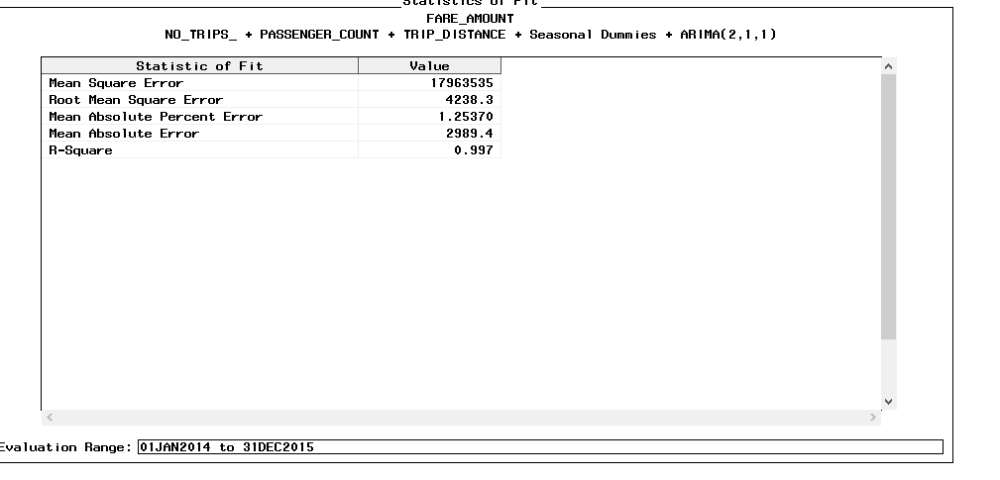 Statistics of Fit
FARE_AMOUNT
NO_TRIPS_ + PASSENGER_COUNT + TRIP_DISTANCE + Seasonal Dummies + ARIMA(2,1,1)
Statistic of Fit Value
Mean Square Error 17963535
Root Mean Square Error 4238.3
Mean Absolute Percent Error 1.25370
Mean Absolute Error 2989.4
R-Square 0.997
Evaluation Range: 01JAN2014 to 31DEC2015